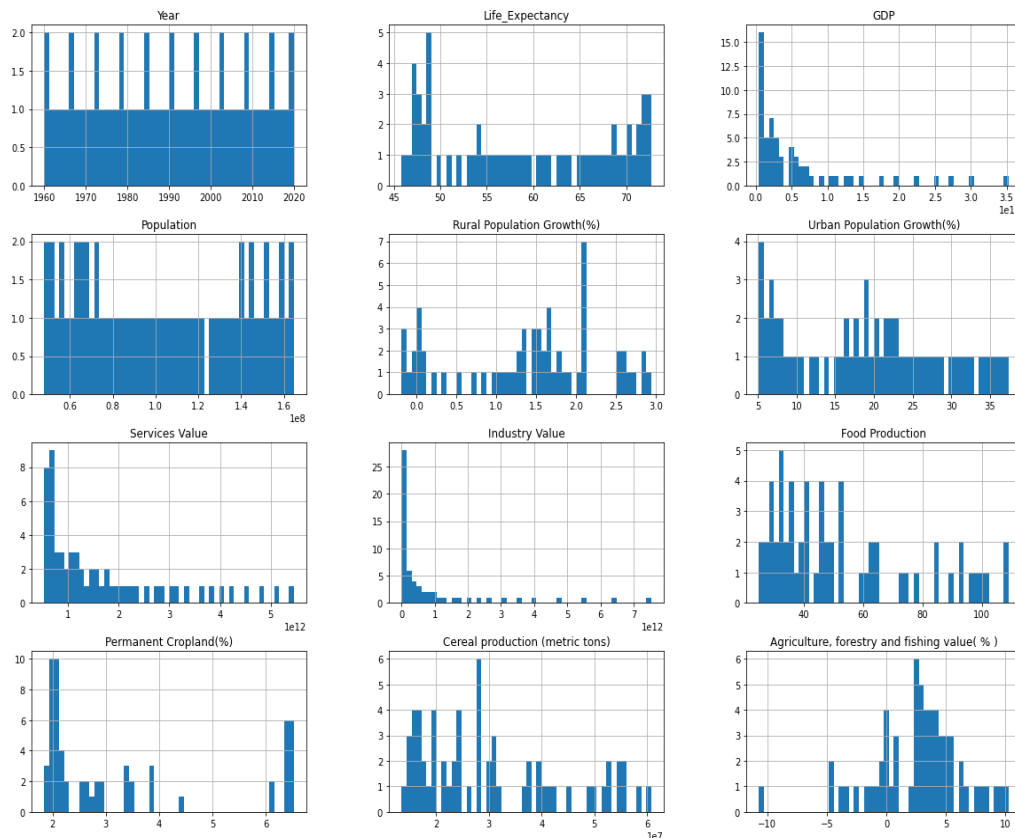 Year
2.0
1.5
1.0
0.5
0.0
1960 1970 1980 1990 2000 2010 2020
Life_Expectancy
5
4
3
2
1
0
45 50 55 60 65 70
GDP
15.0
12.5
10.0
7.5
5.0
2.5
0.0
0.0 0.5 1.0 1.5 2.0 2.5 3.0 3.5
1e1
Population
2.0
1.5
1.0
0.5
0.0
0.6 0.8 1.0 1.2 1.4 1.6
1e8
Rural Population Growth(%)
7
6
5
4
3
2
1
0
0.0 0.5 1.0 1.5 2.0 2.5 3.0
Urban Population Growth(%)
4
3
2
1
0
5 10 15 20 25 30 35
Services Value
8
6
4
2
0
1 2 3 4 5
1e12
Industry Value
25
20
15
10
5
0
0 1 2 3 4 5 6 7
1e12
Food Production
5
4
3
2
1
0
40 60 80 100
Permanent Cropland(%)
10
8
6
4
2
0
2 3 4 5 6
Cereal production (metric tons)
6
5
4
3
2
1
0
2 3 4 5 6
1e7
Agriculture, forestry and fishing value( % )
6
5
4
3
2
1
0
−10 −5 0 5 10